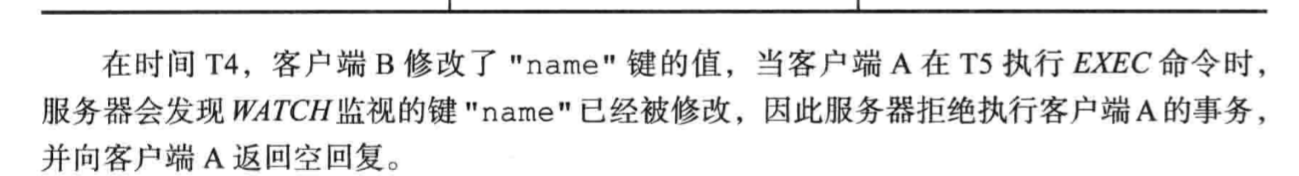 在时间 T4，客户端 B 修改了 "name" 键的值，当客户端 A 在 T5 执行 EXEC 命令时，
服务器会发现 WATCH 监视的键 "name" 已经被修改，因此服务器拒绝执行客户端 A 的事务，
并向客户端 A 返回空回复。